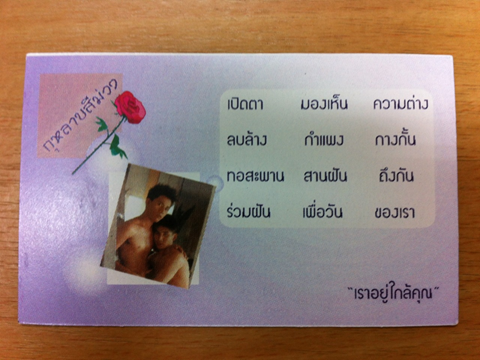 กุหลาบสีม่วง
เปิดตา มองเห็น ความต่าง
ลบล้าง กำแพง กางกั้น
ทอสะพาน สานฝัน ถึงกัน
ร่วมฝัน เพื่อวัน ของเรา
"เราอยู่ใกล้คุณ"